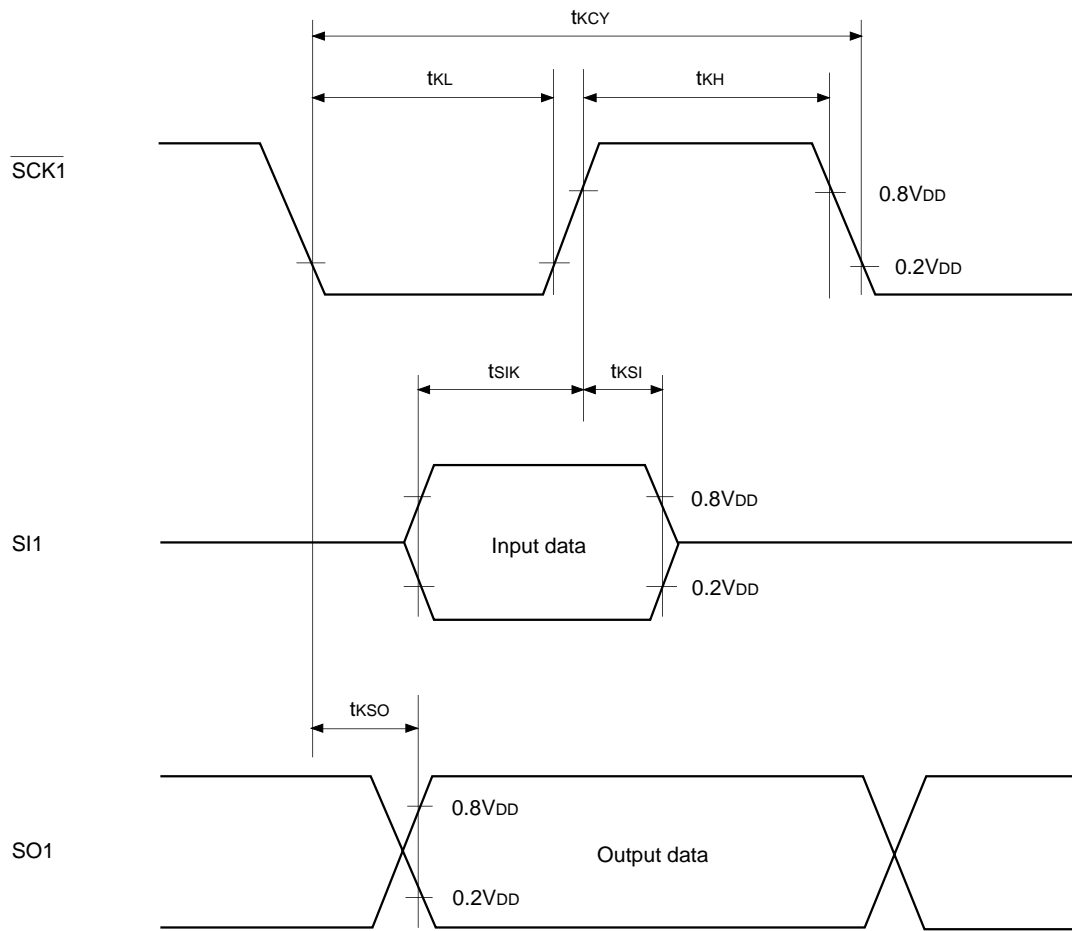 tKCY
tKL
tKH
SCK1
0.8VDD
0.2VDD
tSIK
tKSI
0.8VDD
SI1
Input data
0.2VDD
tKSO
0.8VDD
SO1
Output data
0.2VDD